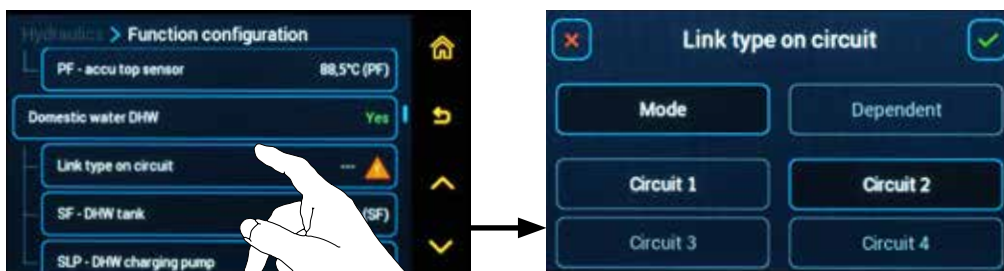 Hydraulics > Function configuration
PF - accu top sensor 88,5°C (PF)
Domestic water DHW Yes
Link type on circuit ---
SF - DHW tank (SF)
SLP - DHW charging pump
Link type on circuit
Mode Dependent
Circuit 1 Circuit 2
Circuit 3 Circuit 4